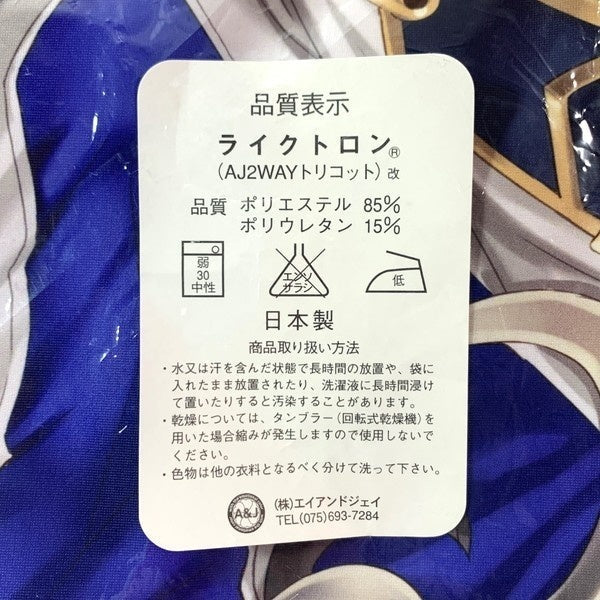 品質表示
ライクトロン®
(AJ2WAYトリコット)改
品質 ポリエステル 85%
ポリウレタン 15%
弱
30
中性
エンソ
サラシ
低
日本製
商品取り扱い方法
・水又は汗を含んだ状態で長時間の放置や、袋に
入れたまま放置されたり、洗濯液に長時間浸け
て置いたりすると汚染することがあります。
・乾燥については、タンブラー(回転式乾燥機)を
用いた場合縮みが発生しますので使用しないで
ください。
・色物は他の衣料となるべく分けて洗って下さい。
A&J
(株)エイアンドジェイ
TEL(075)693-7284